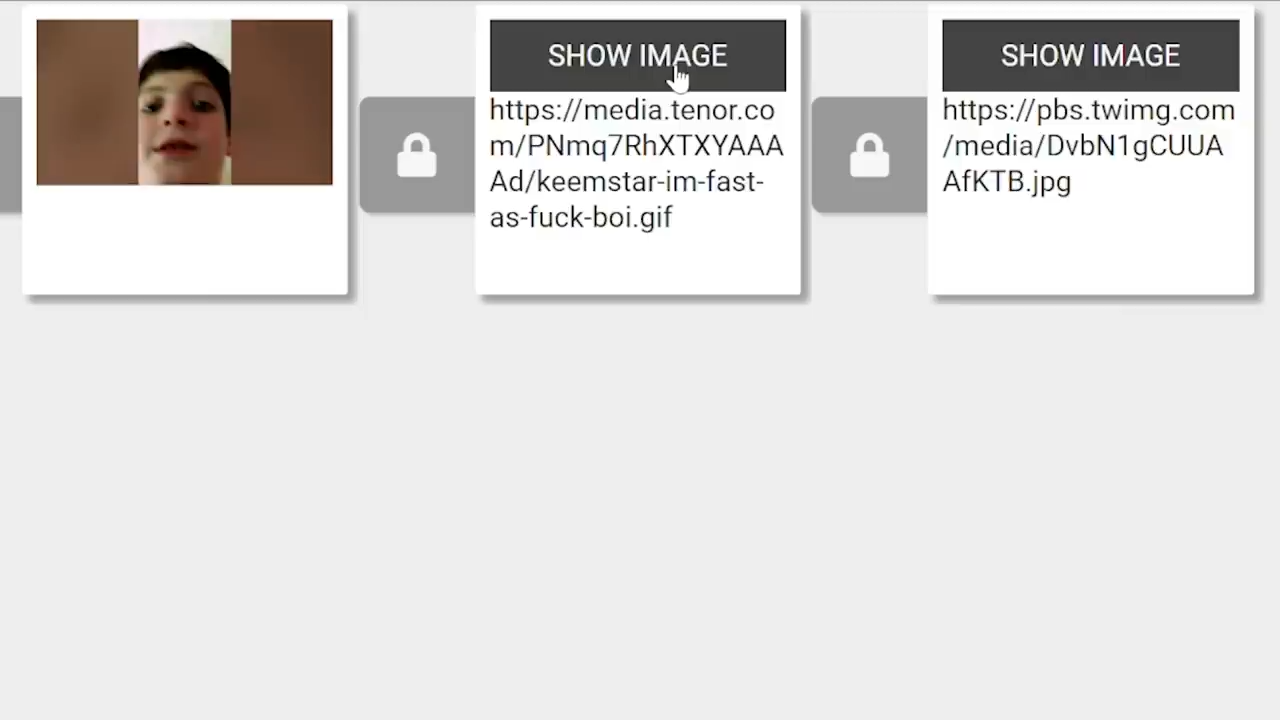 SHOW IMAGE
https://media.tenor.co
m/PNmq7RhXTXYAAA
Ad/keemstar-im-fast-
as-fuck-boi.gif
SHOW IMAGE
https://pbs.twimg.com
/media/DvbN1gCUUA
AfKTB.jpg